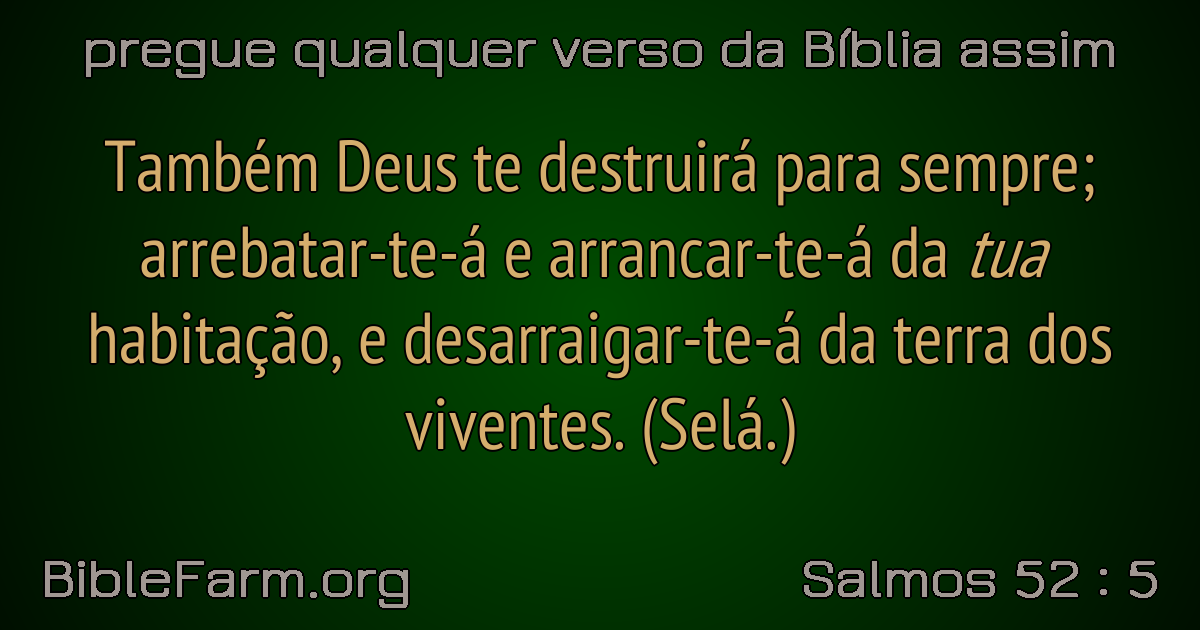 pregue qualquer verso da Bíblia assim
Também Deus te destruirá para sempre;
arrebatar-te-á e arrancar-te-á da tua
habitação, e desarraigar-te-á da terra dos
viventes. (Selá.)
BibleFarm.org
Salmos 52 : 5